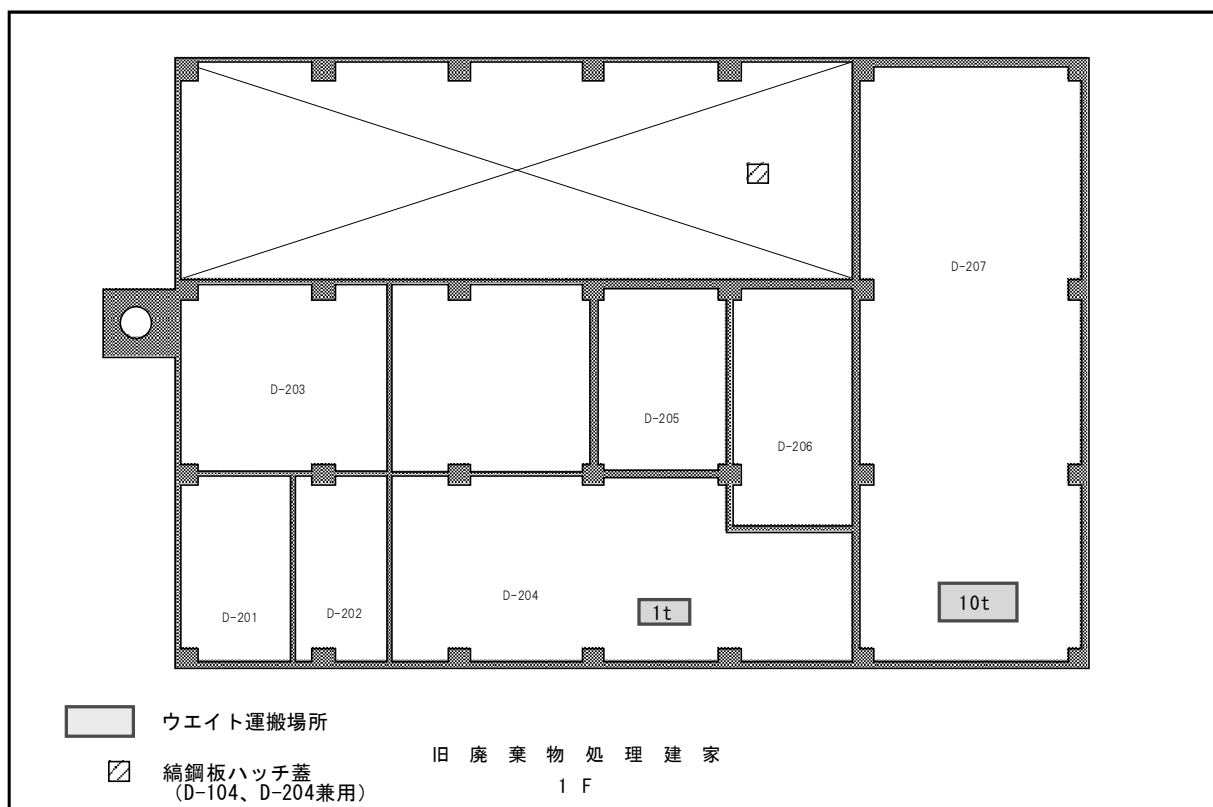 D-207
D-203
D-205
D-206
D-201
D-202
D-204
1t
10t
ウエイト運搬場所
縞鋼板ハッチ蓋
(D-104、D-204兼用)
旧廃棄物処理建家
1F